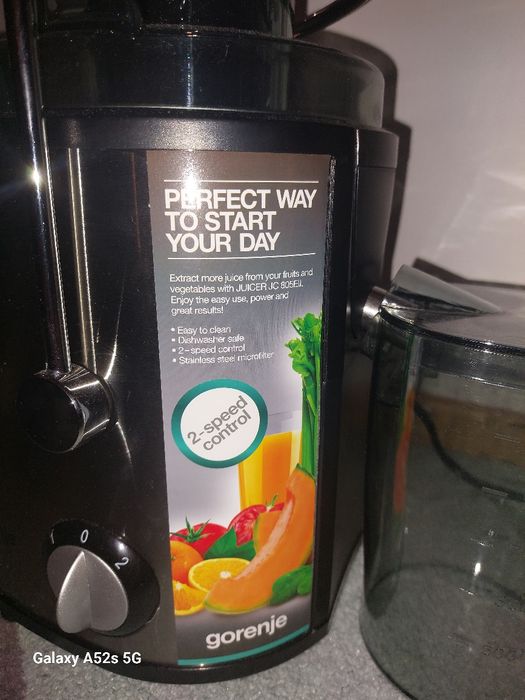 PERFECT WAY
TO START
YOUR DAY
Extract more juice from your fruits and
vegetables with JUICER JC 805EII.
Enjoy the easy use, power and
great results!
• Easy to clean
• Dishwasher safe
• 2-speed control
• Stainless steel microfilter
2-speed
control
1 0 2
gorenje
Galaxy A52s 5G